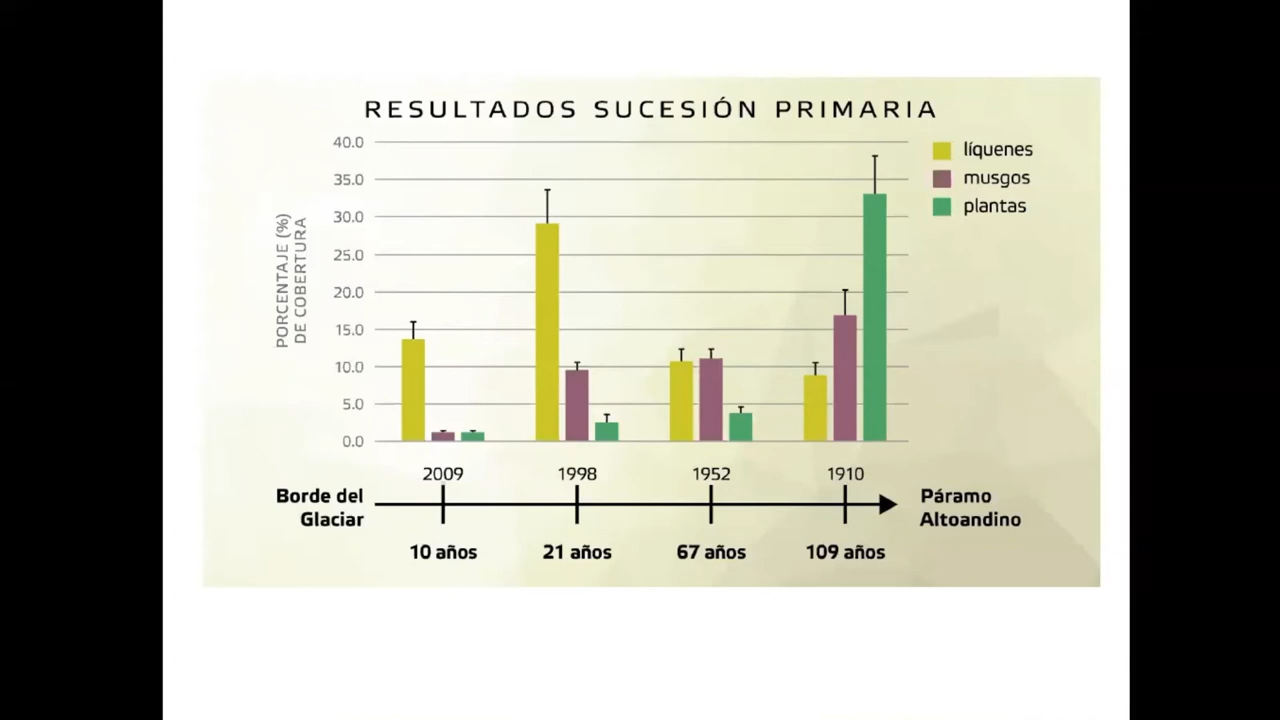 RESULTADOS SUCESIÓN PRIMARIA
PORCENTAJE (%)
DE COBERTURA
40.0
35.0
30.0
25.0
20.0
15.0
10.0
5.0
0.0
líquenes
musgos
plantas
2009 1998 1952 1910
Borde del
Glaciar
Páramo
Altoandino
10 años 21 años 67 años 109 años